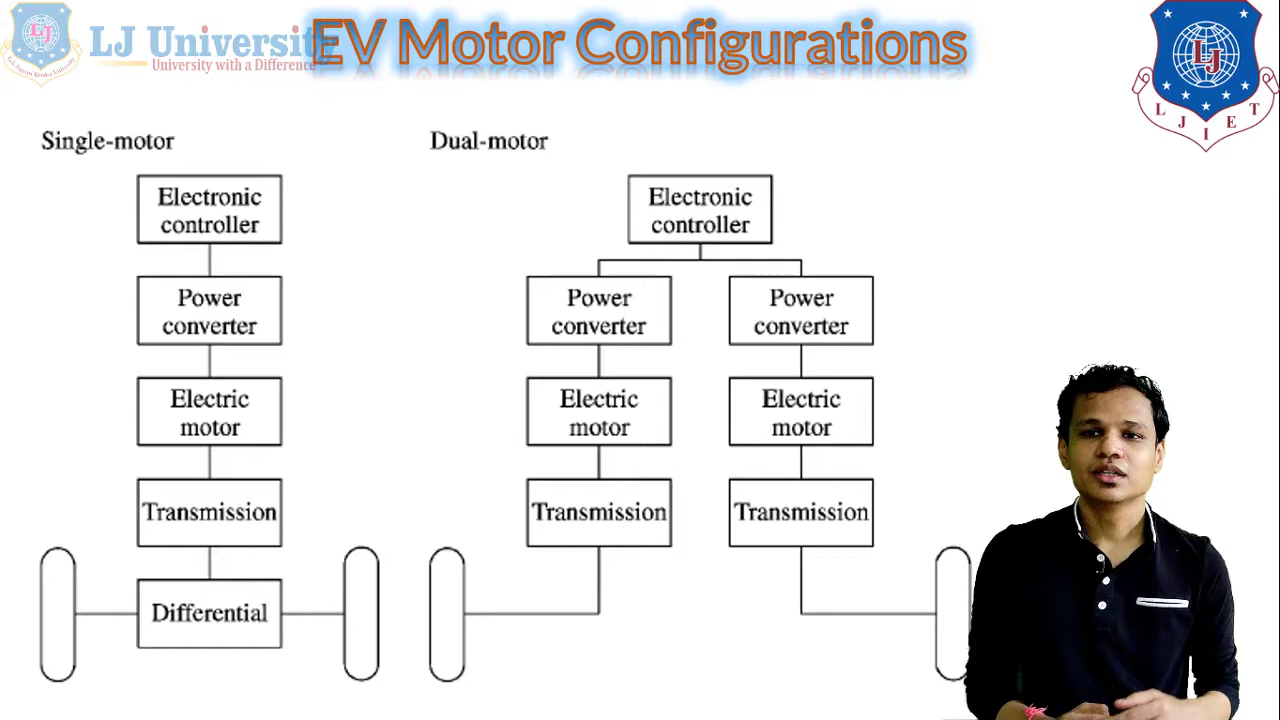 LJ University
University with a Difference
EV Motor Configurations
LJIET
Single-motor
Electronic
controller
Power
converter
Electric
motor
Transmission
Differential
Dual-motor
Electronic
controller
Power
converter
Power
converter
Electric
motor
Electric
motor
Transmission
Transmission